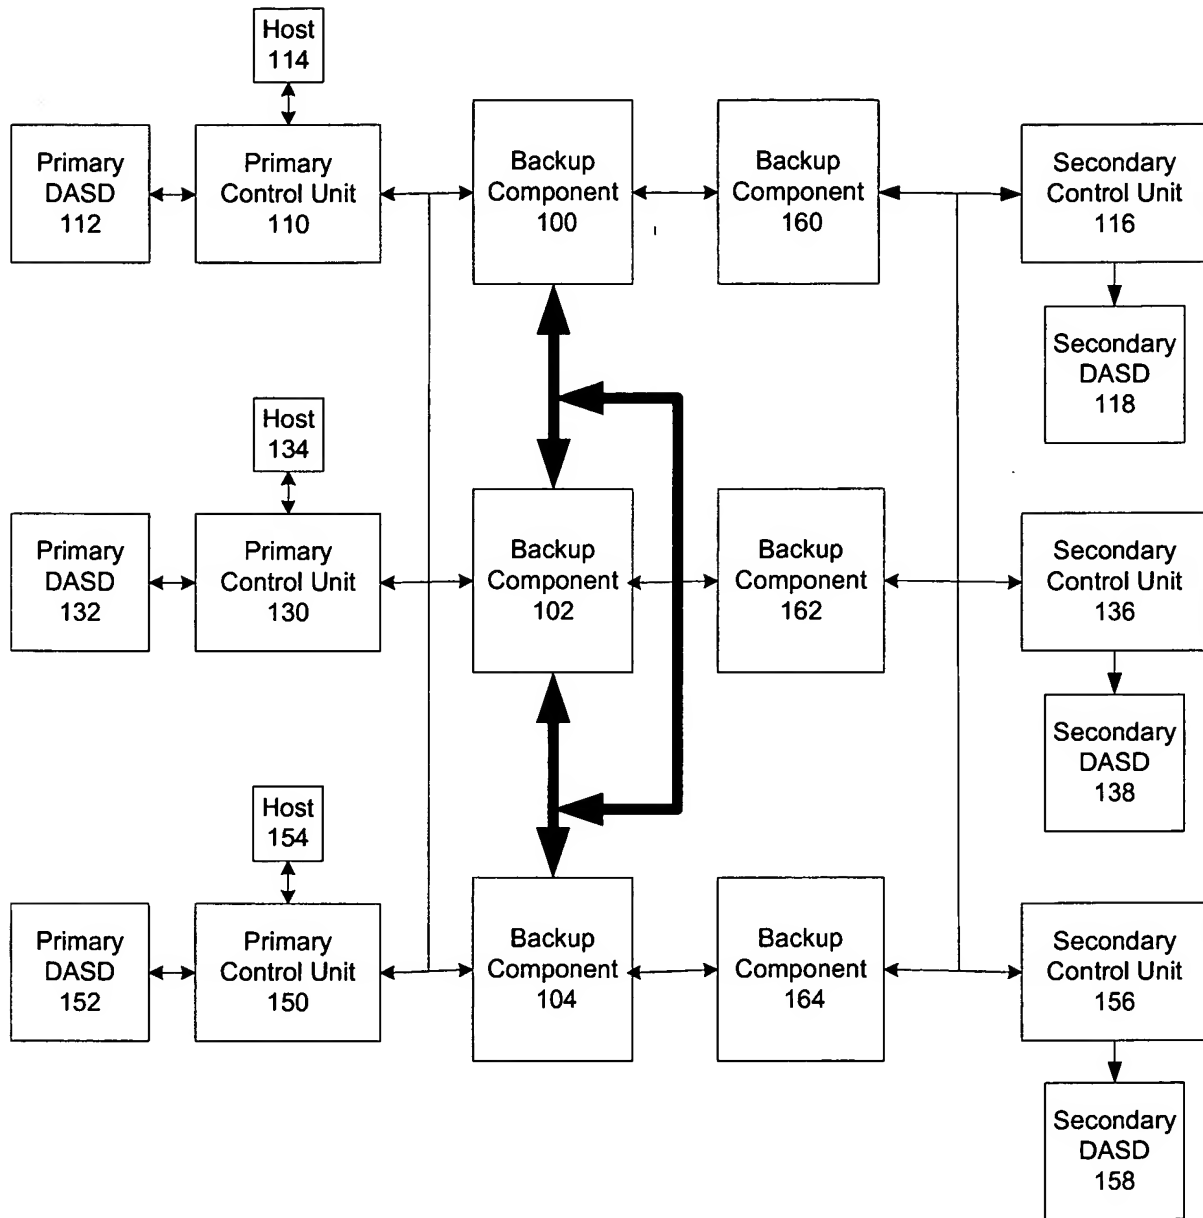 Host
114
Primary
DASD
112
Primary
Control Unit
110
Backup
Component
100
Backup
Component
160
Secondary
Control Unit
116
Secondary
DASD
118
Host
134
Primary
DASD
132
Primary
Control Unit
130
Backup
Component
102
Backup
Component
162
Secondary
Control Unit
136
Secondary
DASD
138
Host
154
Primary
DASD
152
Primary
Control Unit
150
Backup
Component
104
Backup
Component
164
Secondary
Control Unit
156
Secondary
DASD
158